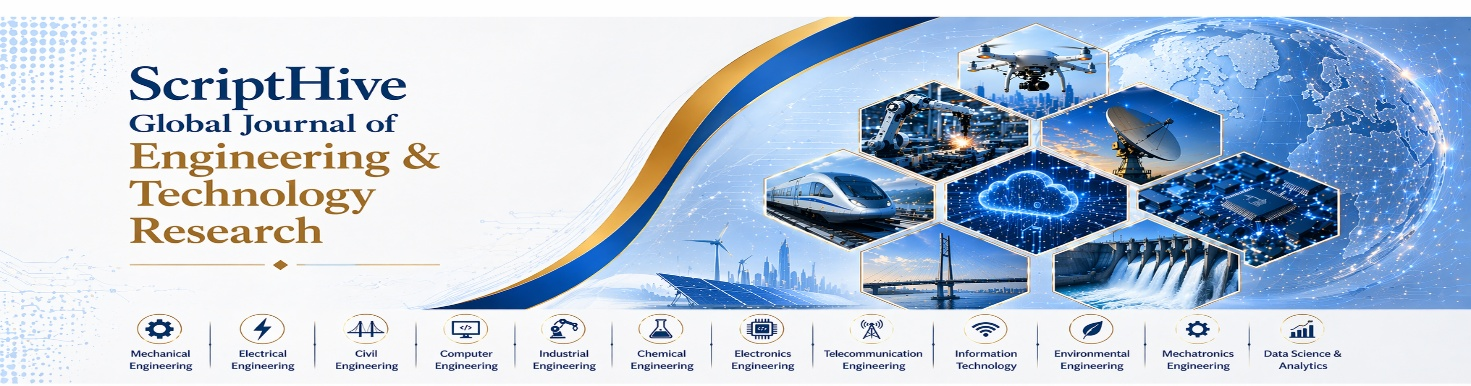 ScriptHive
Global Journal of
Engineering &
Technology
Research
Mechanical
Engineering
Electrical
Engineering
Civil
Engineering
Computer
Engineering
Industrial
Engineering
Chemical
Engineering
Electronics
Engineering
Telecommunication
Engineering
Information
Technology
Environmental
Engineering
Mechatronics
Engineering
Data Science &
Analytics